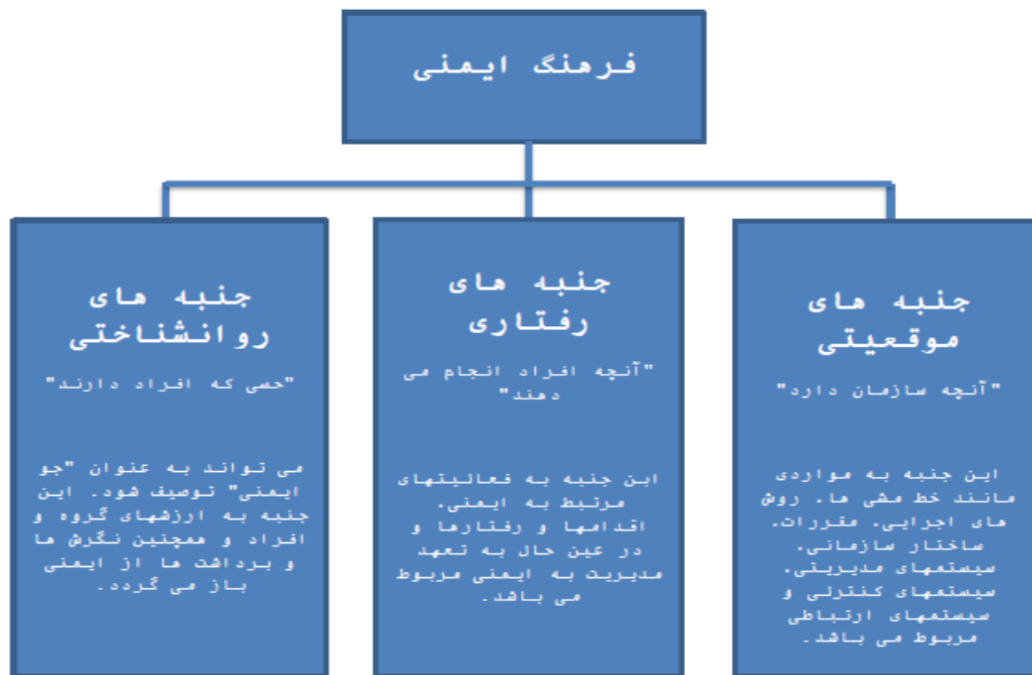 فرهنگ ایمنی
جنبه های
موقعیتی
"آنچه سازمان دارد"
این جنبه به مواردی
مانند خط مشی ها، روش
های اجرایی، مقررات،
ساختار سازمانی،
سیستمهای مدیریتی،
سیستمهای کنترلی و
سیستمهای ارتباطی
مربوط می باشد.
جنبه های
رفتاری
"آنچه افراد انجام می
دهند"
این جنبه به فعالیتهای
مرتبط به ایمنی،
اقدامها و رفتارها و
در عین حال به تعهد
مدیریت به ایمنی مربوط
می باشد.
جنبه های
روانشناختی
"حسی که افراد دارند"
می تواند به عنوان "جو
ایمنی" توصیف شود. این
جنبه به ارزشهای گروه و
افراد و همچنین نگرش ها
و برداشت ها از ایمنی
باز می گردد.